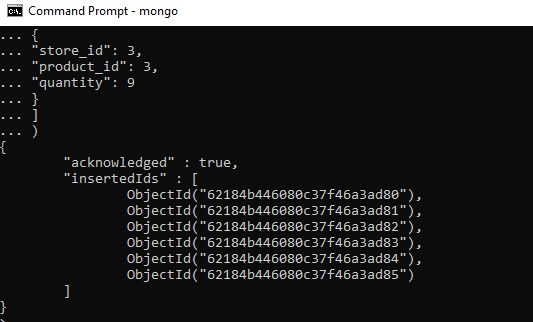 Command Prompt - mongo
... {
... "store_id": 3,
... "product_id": 3,
... "quantity": 9
... }
... ]
... )
{
        "acknowledged" : true,
        "insertedIds" : [
                ObjectId("62184b446080c37f46a3ad80"),
                ObjectId("62184b446080c37f46a3ad81"),
                ObjectId("62184b446080c37f46a3ad82"),
                ObjectId("62184b446080c37f46a3ad83"),
                ObjectId("62184b446080c37f46a3ad84"),
                ObjectId("62184b446080c37f46a3ad85")
        ]
}